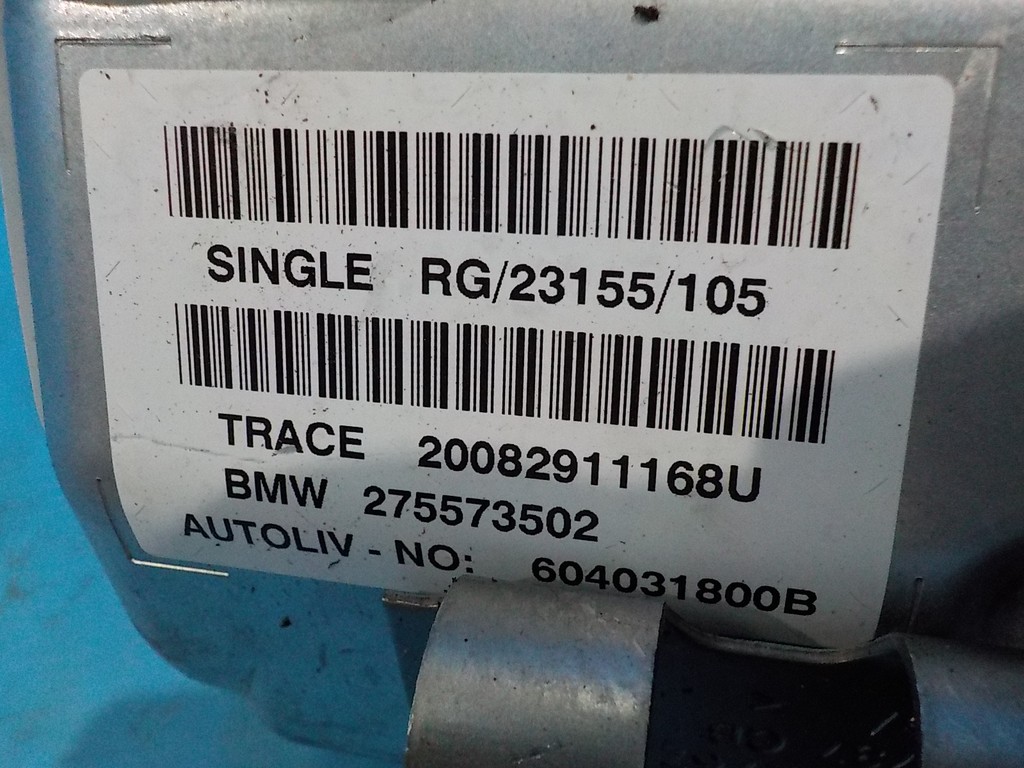 SINGLE RG/23155/105
TRACE 20082911168U
BMW 275573502
AUTOLIV - NO: 604031800B